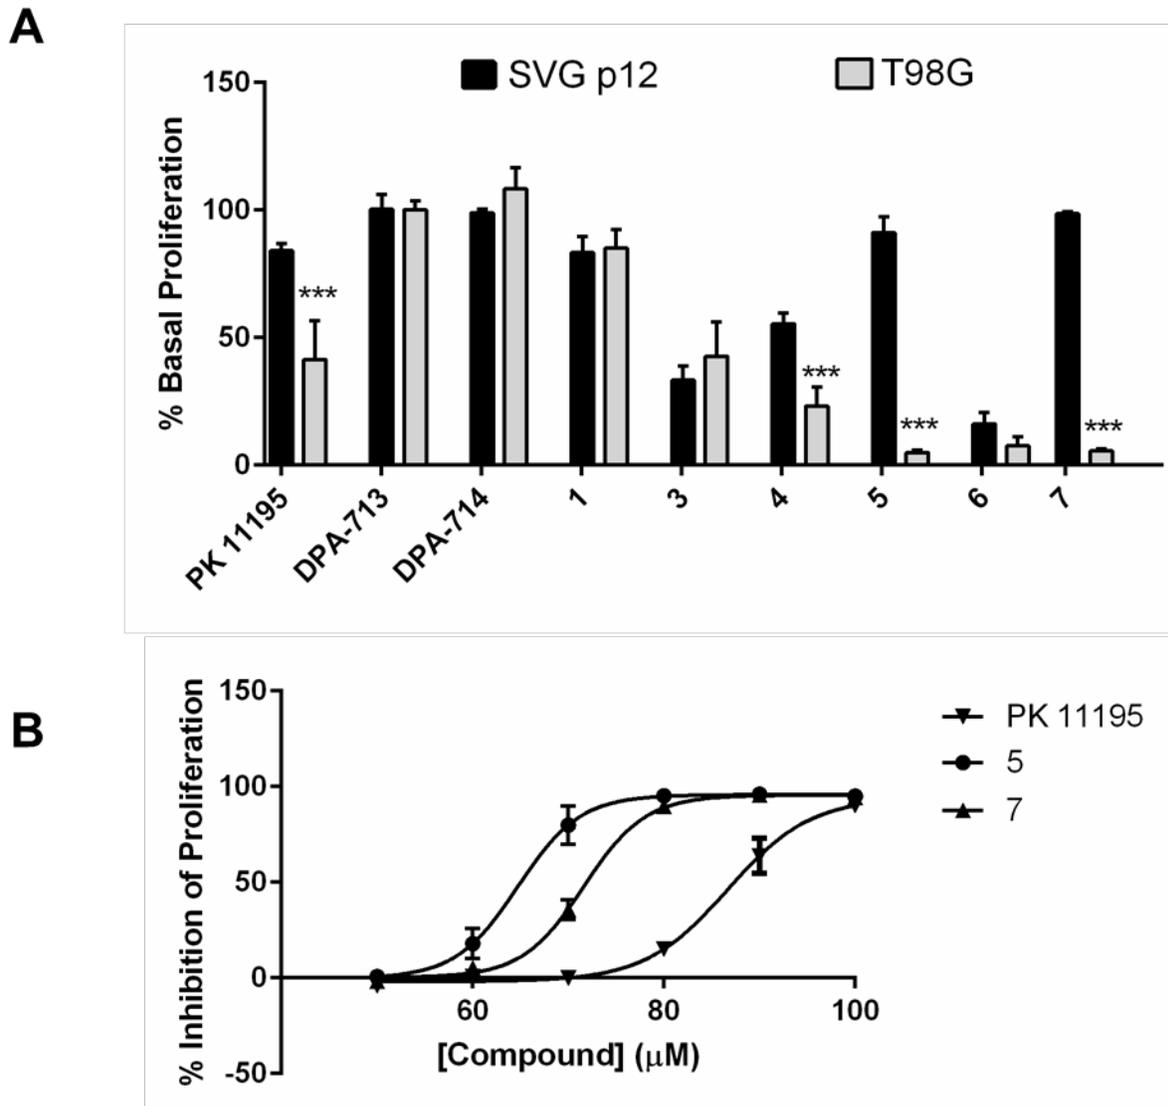 A
SVG p12
T98G
% Basal Proliferation
150
100
50
0
***
***
***
***
PK 11195
DPA-713
DPA-714
1
3
4
5
6
7
B
% Inhibition of Proliferation
150
100
50
0
-50
60
80
100
[Compound] (μM)
PK 11195
5
7